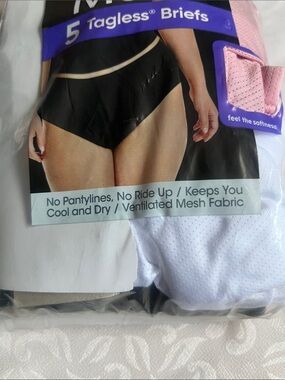 5 Tagless® Briefs
feel the softness
No Pantylines, No Ride Up / Keeps You
Cool and Dry / Ventilated Mesh Fabric